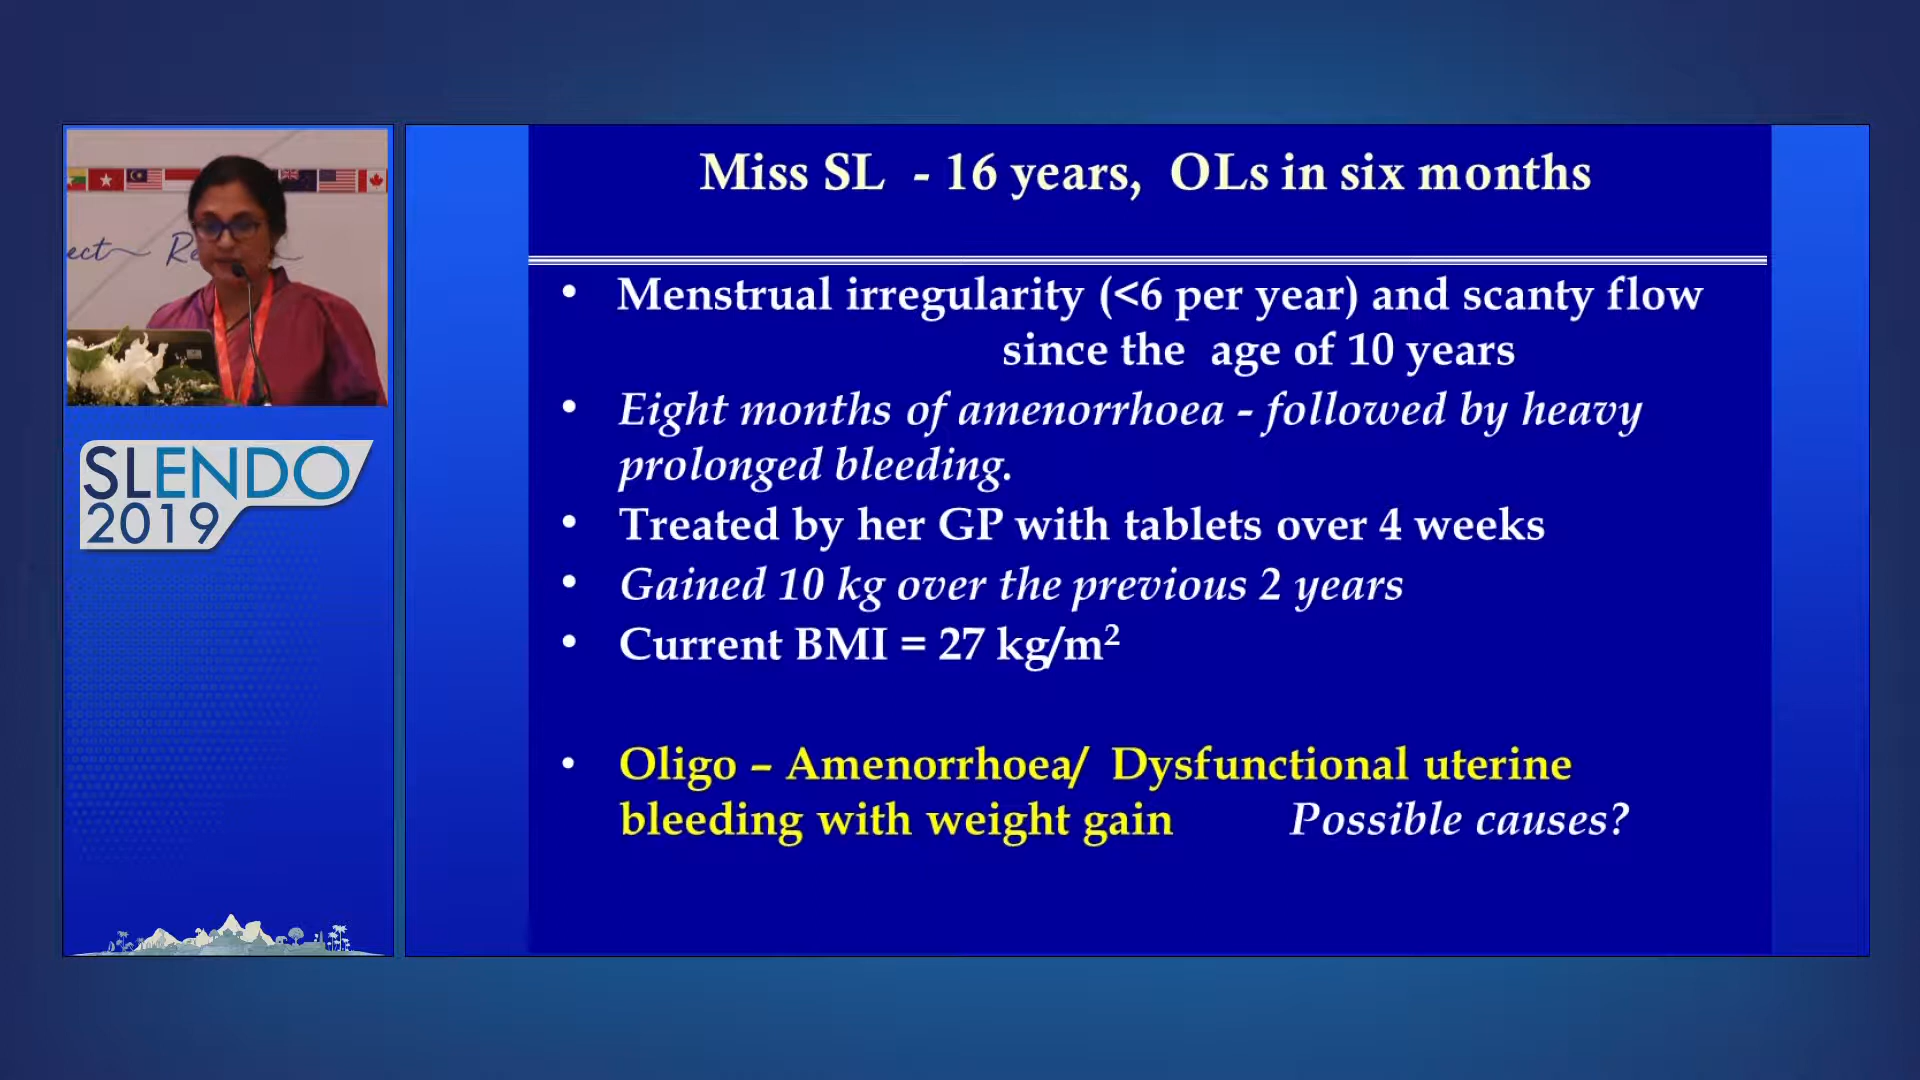 Miss SL - 16 years, OLs in six months
ect Re
SLENDO
2019
• Menstrual irregularity (<6 per year) and scanty flow
since the age of 10 years
• Eight months of amenorrhoea - followed by heavy
prolonged bleeding.
• Treated by her GP with tablets over 4 weeks
• Gained 10 kg over the previous 2 years
• Current BMI = 27 kg/m²
• Oligo – Amenorrhoea/ Dysfunctional uterine
bleeding with weight gain Possible causes?